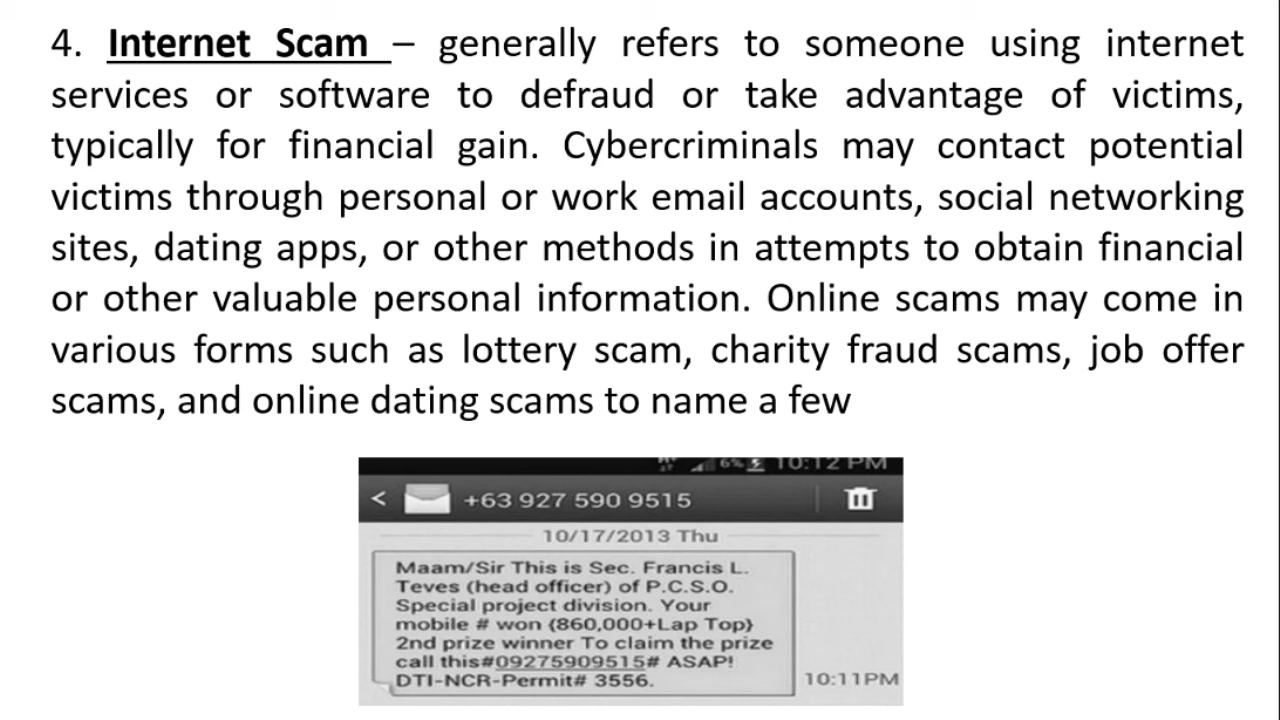 4. Internet Scam – generally refers to someone using internet
services or software to defraud or take advantage of victims,
typically for financial gain. Cybercriminals may contact potential
victims through personal or work email accounts, social networking
sites, dating apps, or other methods in attempts to obtain financial
or other valuable personal information. Online scams may come in
various forms such as lottery scam, charity fraud scams, job offer
scams, and online dating scams to name a few
6% 10:12 PM
< +63 927 590 9515
10/17/2013 Thu
Maam/Sir This is Sec. Francis L.
Teves (head officer) of P.C.S.O.
Special project division. Your
mobile # won {860,000+Lap Top}
2nd prize winner To claim the prize
call this#09275909515# ASAP!
DTI-NCR-Permit# 3556.
10:11PM